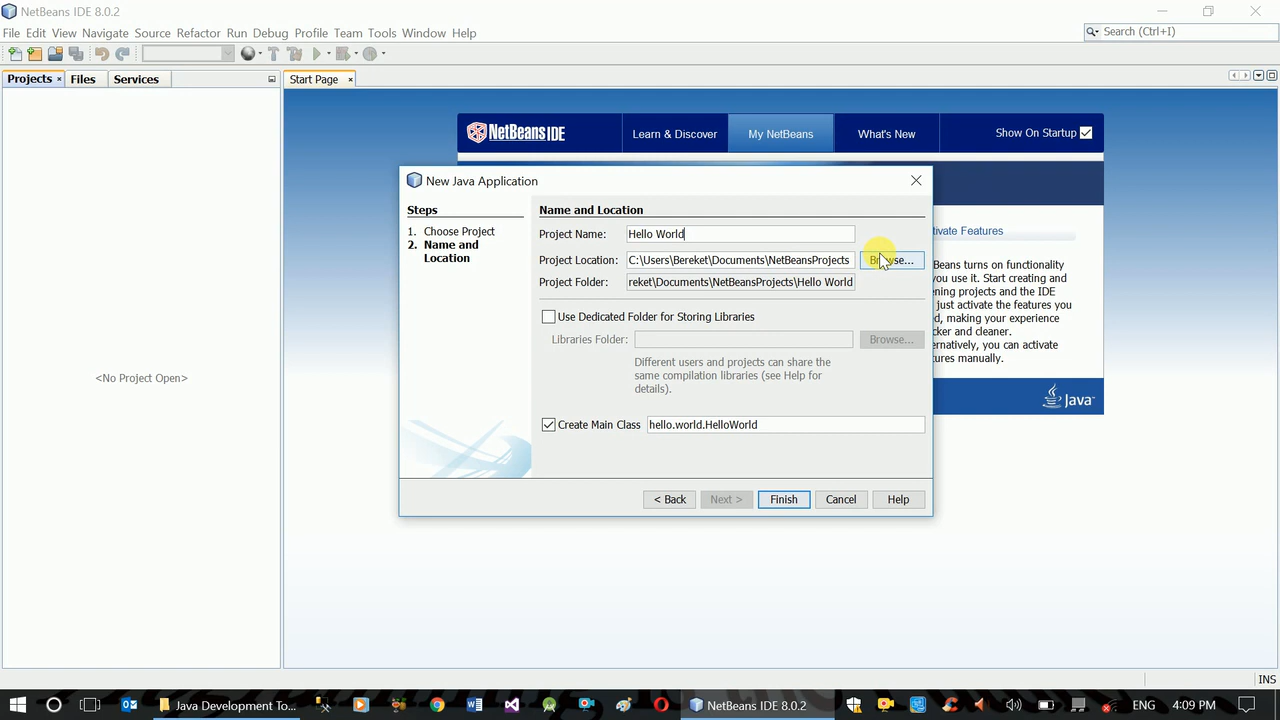 NetBeans IDE 8.0.2
File Edit View Navigate Source Refactor Run Debug Profile Team Tools Window Help
Search (Ctrl+I)
Projects Files Services
Start Page
NetBeans IDE
Learn & Discover
My NetBeans
What's New
Show On Startup
New Java Application
Steps
1. Choose Project
2. Name and
Location
Name and Location
Project Name: Hello World
Project Location: C:\Users\Bereket\Documents\NetBeansProjects
Project Folder: reket\Documents\NetBeansProjects\Hello World
Use Dedicated Folder for Storing Libraries
Libraries Folder: Browse...
Different users and projects can share the
same compilation libraries (see Help for
details).
Create Main Class hello.world.HelloWorld
< Back Next > Finish Cancel Help
tivate Features
Beans turns on functionality
you use it. Start creating and
ening projects and the IDE
just activate the features you
d, making your experience
cker and cleaner.
ernatively, you can activate
ures manually.
Java
<No Project Open>
INS
Java Development To...
NetBeans IDE 8.0.2
ENG 4:09 PM